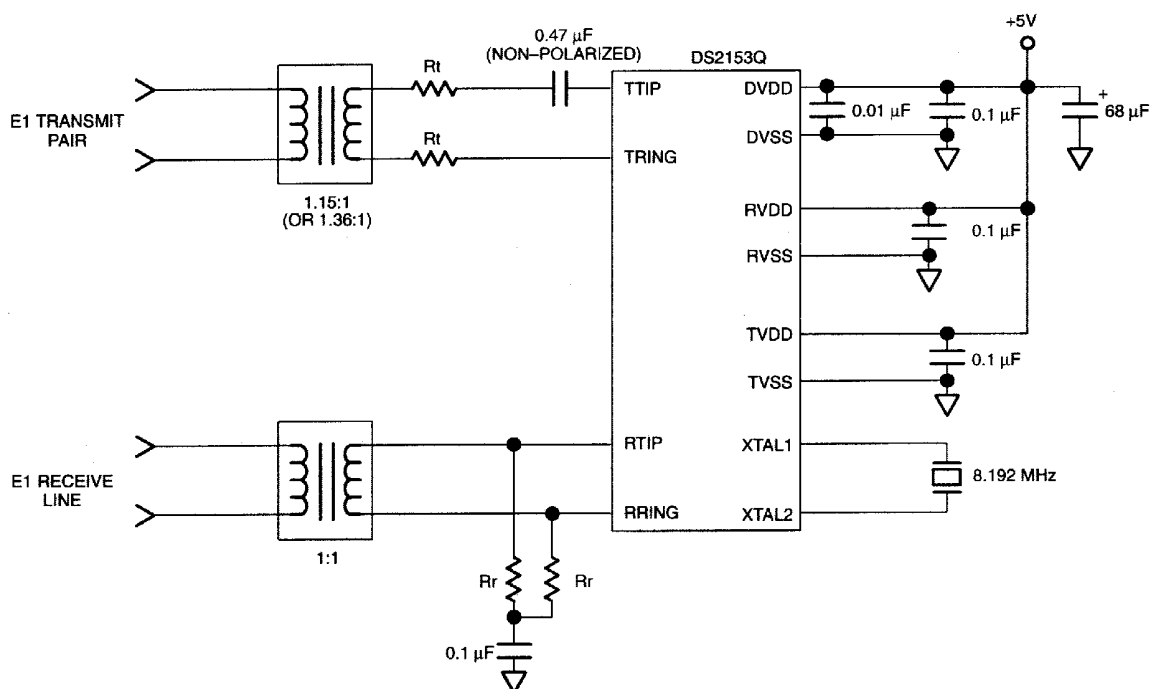 +5V
0.47 µF
(NON–POLARIZED)
DS2153Q
Rt
TTIP
DVDD
0.01 µF
0.1 µF
+
68 µF
E1 TRANSMIT
PAIR
DVSS
Rt
TRING
1.15:1
(OR 1.36:1)
RVDD
0.1 µF
RVSS
TVDD
0.1 µF
TVSS
RTIP
XTAL1
E1 RECEIVE
LINE
8.192 MHz
RRING
XTAL2
1:1
Rr
Rr
0.1 µF